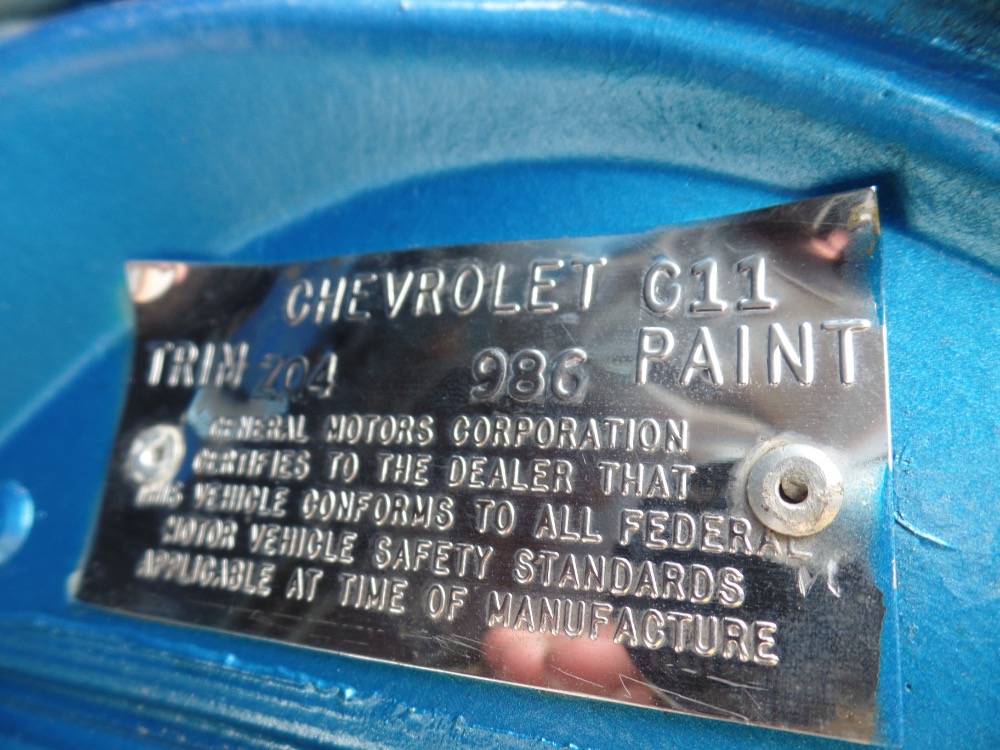 CHEVROLET G11
TRIM Z04 986 PAINT
GENERAL MOTORS CORPORATION
CERTIFIES TO THE DEALER THAT
THIS VEHICLE CONFORMS TO ALL FEDERAL
MOTOR VEHICLE SAFETY STANDARDS
APPLICABLE AT TIME OF MANUFACTURE